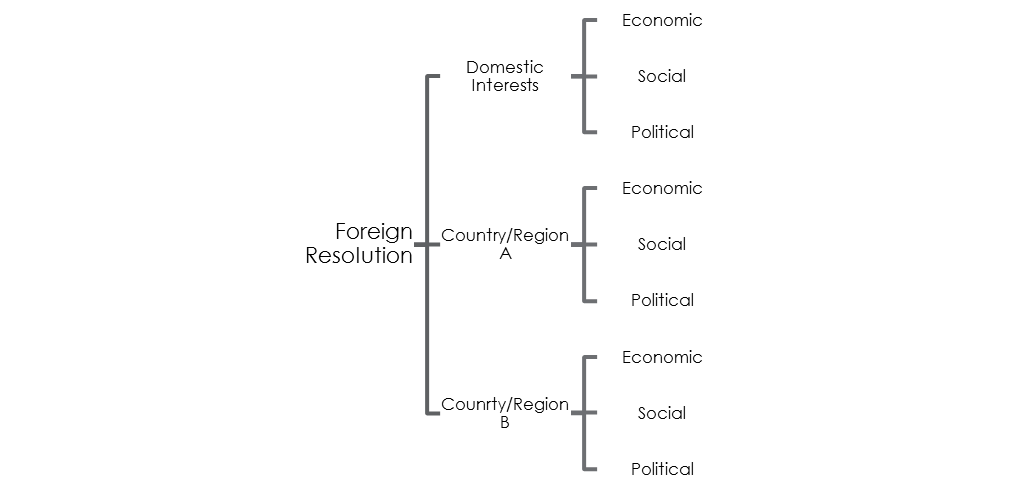 Foreign
Resolution
Domestic
Interests
Economic
Social
Political
Country/Region
A
Economic
Social
Political
Counrty/Region
B
Economic
Social
Political